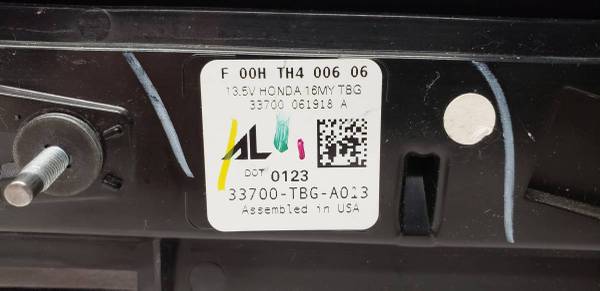 F 00H TH4 006 06
13.5V HONDA 16MY TBG
33700 061918 A
AL
DOT 0123
33700-TBG-A013
Assembled in USA